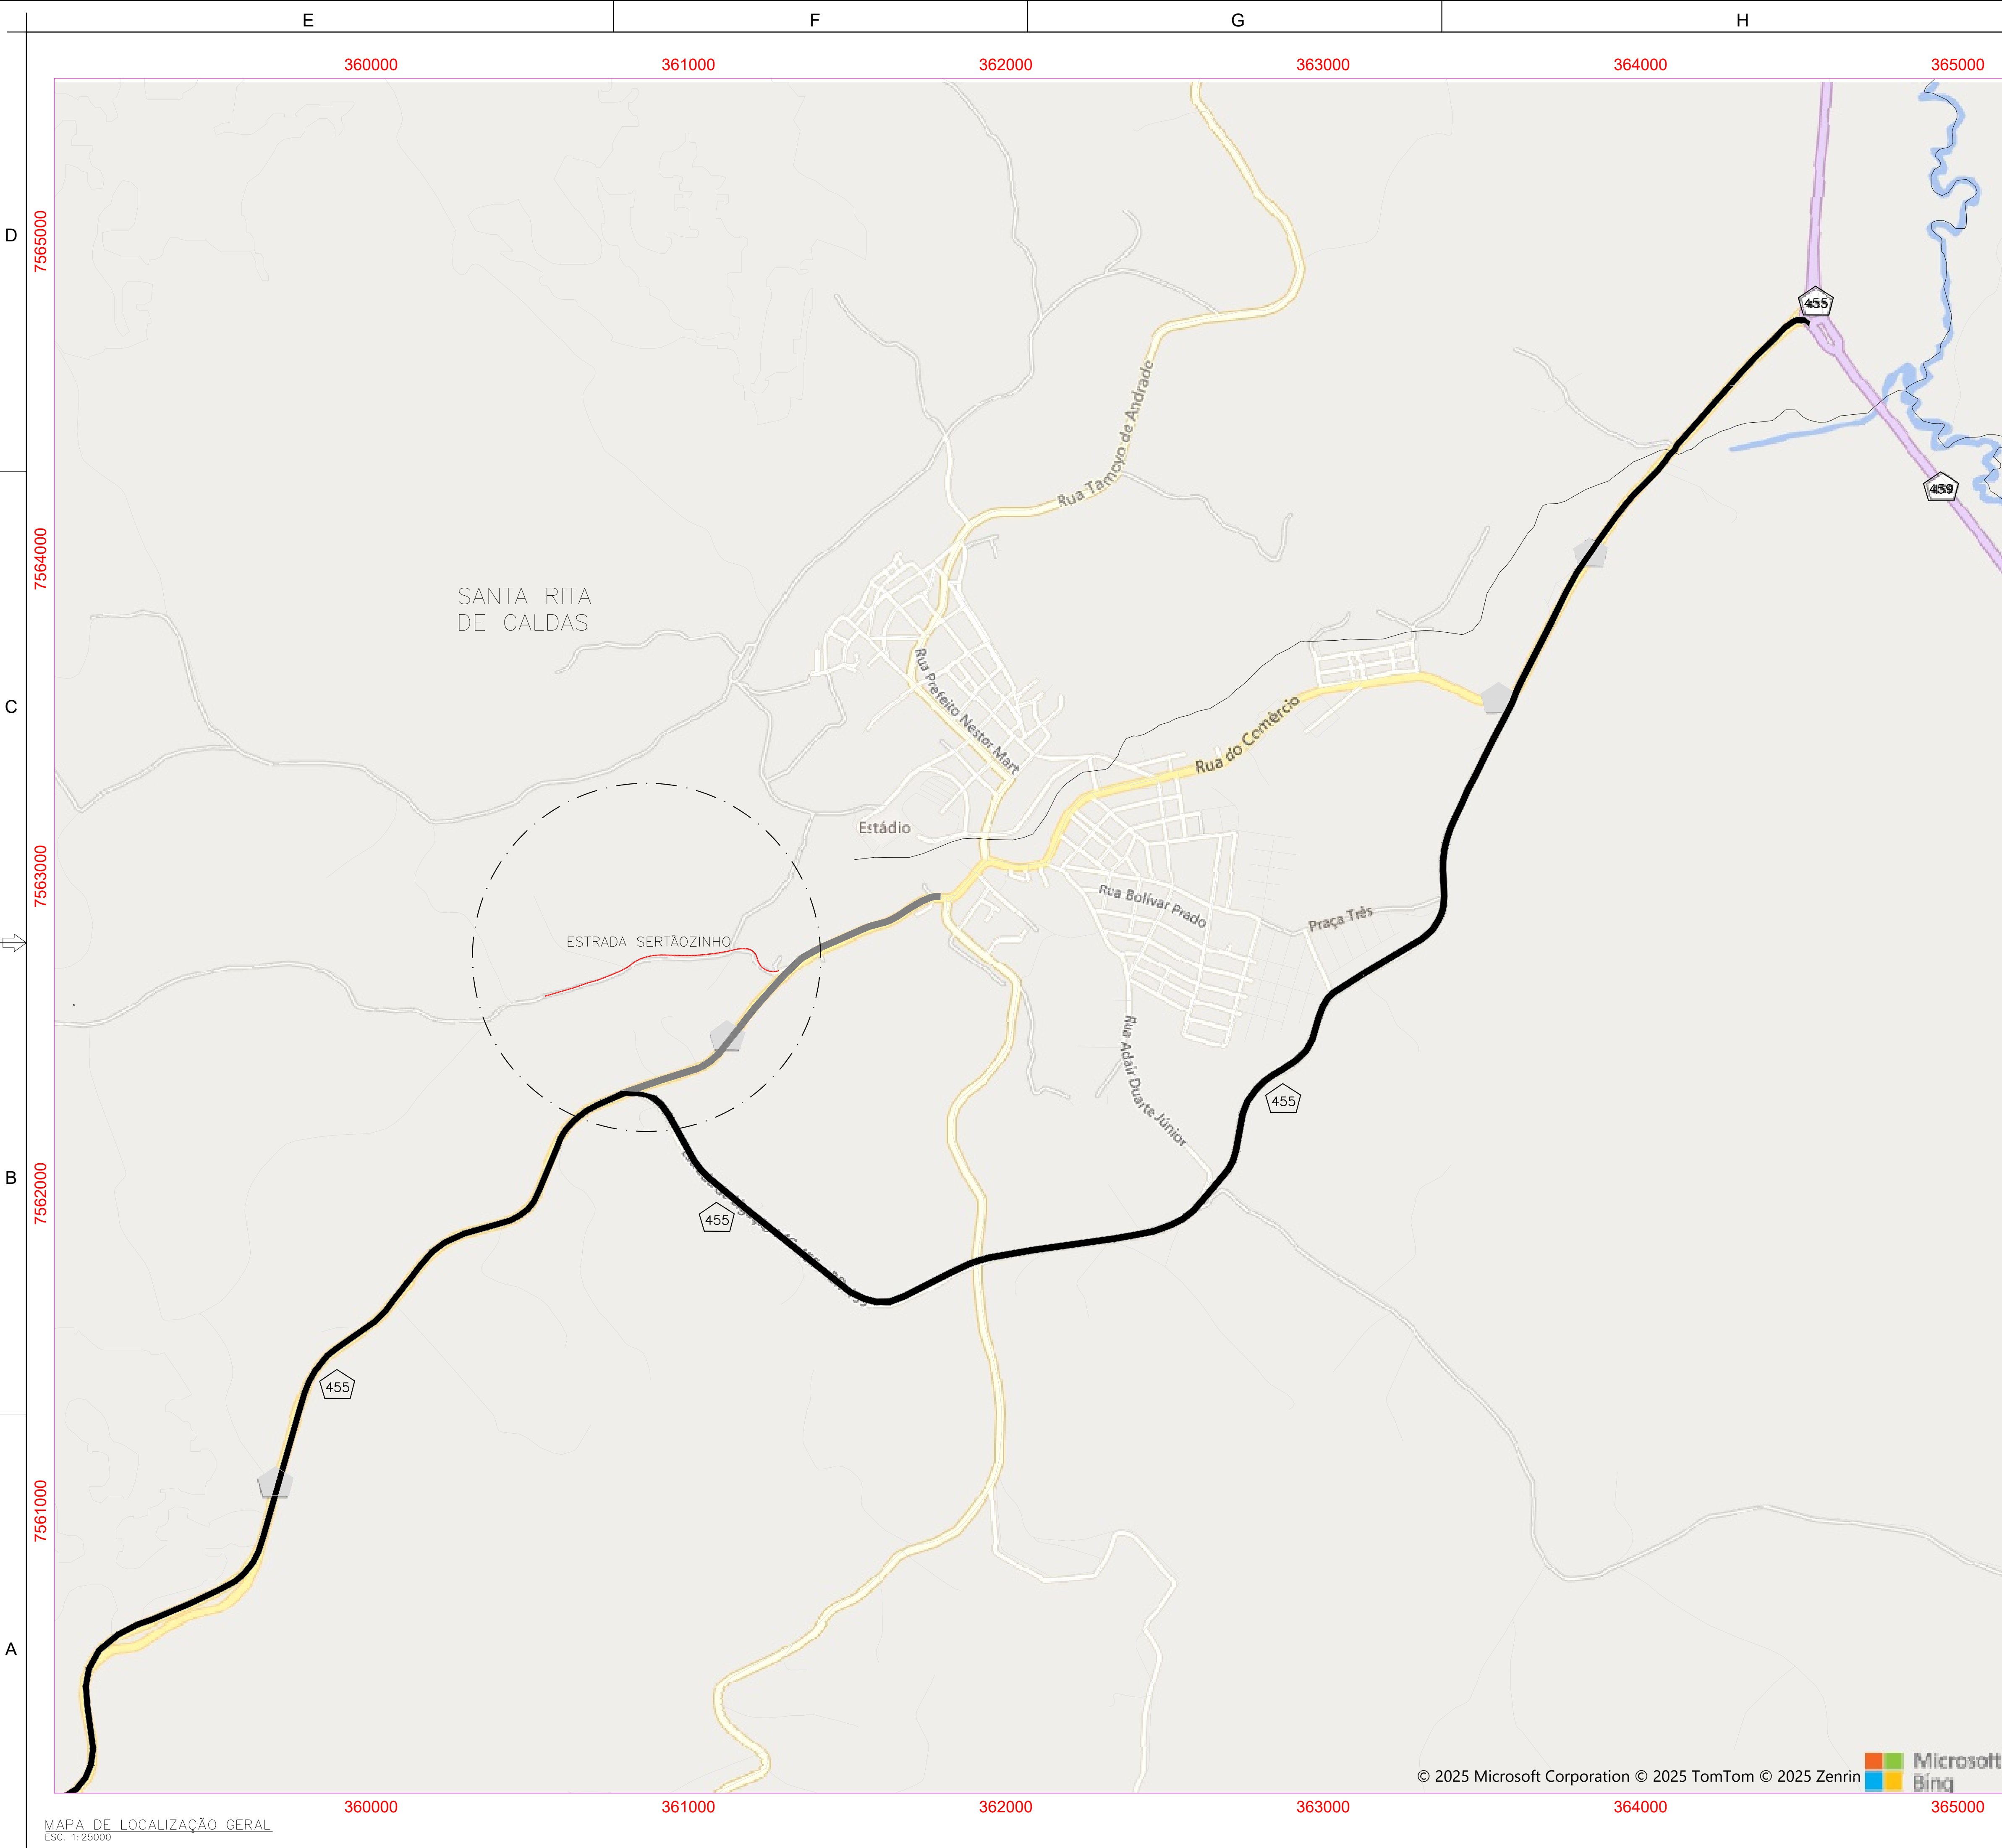 E F G H
360000 361000 362000 363000 364000 365000
D
7565000
455
Rua Tamcyo de Andrade
459
7564000
SANTA RITA
DE CALDAS
C
Rua Prefeito Nestor Mart
Rua do Comércio
Estádio
7563000
Rua Bolívar Prado
Praça Três
ESTRADA SERTÃOZINHO
Rua Adair Duarte Júnior
455
B
7562000
455
455
7561000
A
© 2025 Microsoft Corporation © 2025 TomTom © 2025 Zenrin
Microsoft
Bing
360000 361000 362000 363000 364000 365000
MAPA DE LOCALIZAÇÃO GERAL
ESC. 1:25000